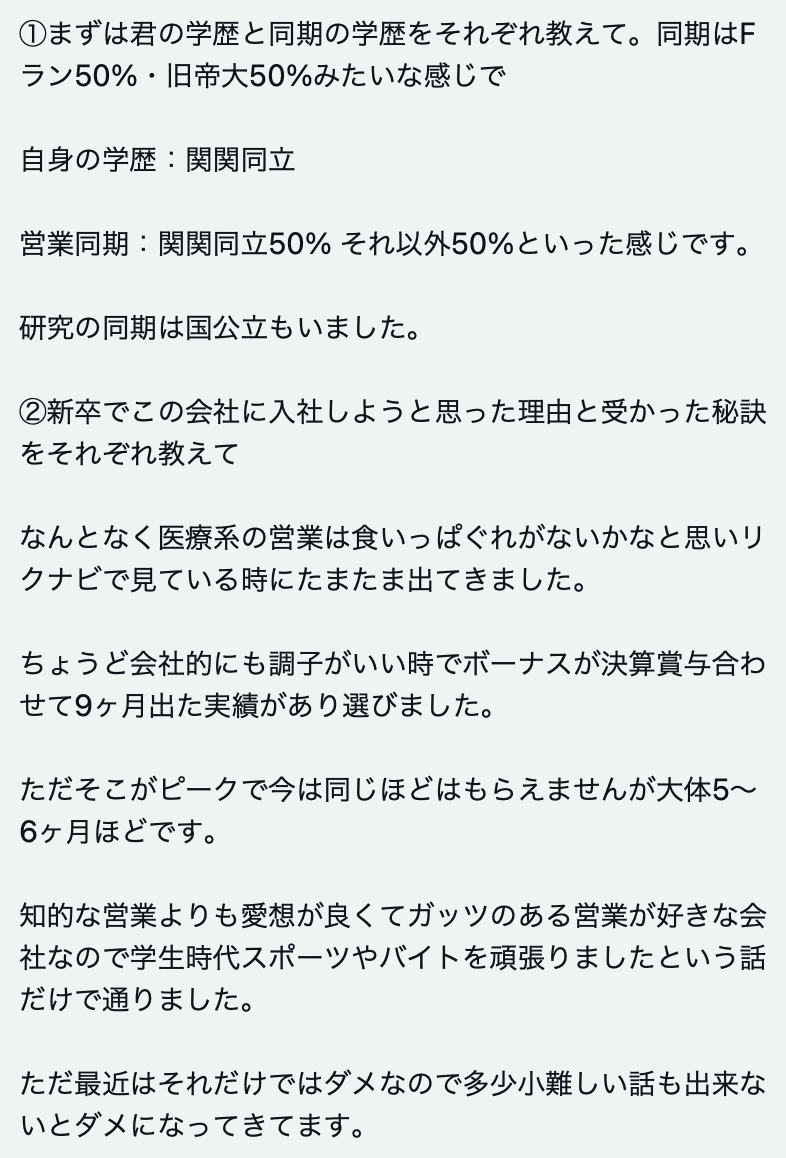 ①まずは君の学歴と同期の学歴をそれぞれ教えて。同期はF
ラン50%・旧帝大50%みたいな感じで
自身の学歴：関関同立
営業同期：関関同立50% それ以外50%といった感じです。
研究の同期は国公立もいました。
②新卒でこの会社に入社しようと思った理由と受かった秘訣
をそれぞれ教えて
なんとなく医療系の営業は食いっぱぐれがないかなと思いリ
クナビで見ている時にたまたま出てきました。
ちょうど会社的にも調子がいい時でボーナスが決算賞与合わ
せて9ヶ月出た実績があり選びました。
ただそこがピークで今は同じほどはもらえませんが大体5〜
6ヶ月ほどです。
知的な営業よりも愛想が良くてガッツのある営業が好きな会
社なので学生時代スポーツやバイトを頑張りましたという話
だけで通りました。
ただ最近はそれだけではダメなので多少小難しい話も出来な
いとダメになってきてます。